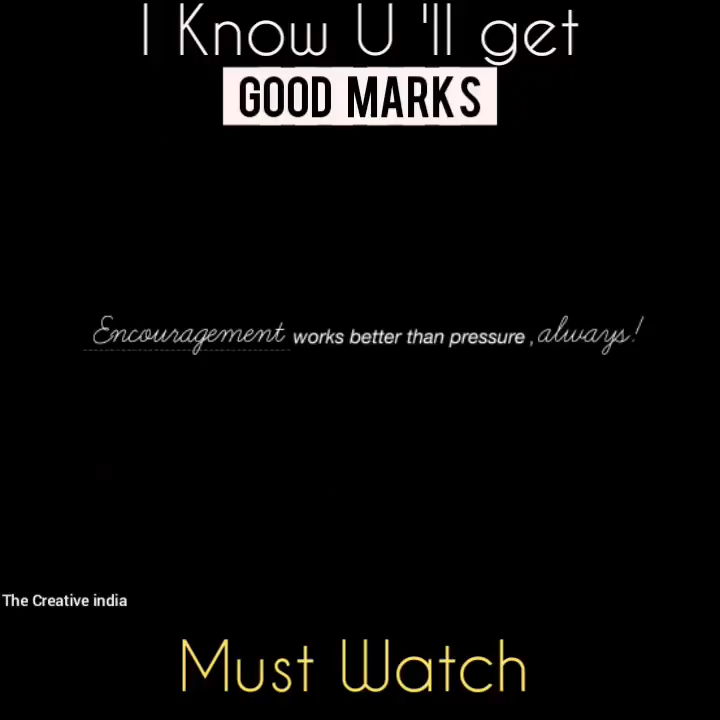 I Know U 'll get
GOOD MARKS
Encouragement works better than pressure, always!
The Creative india
Must Watch